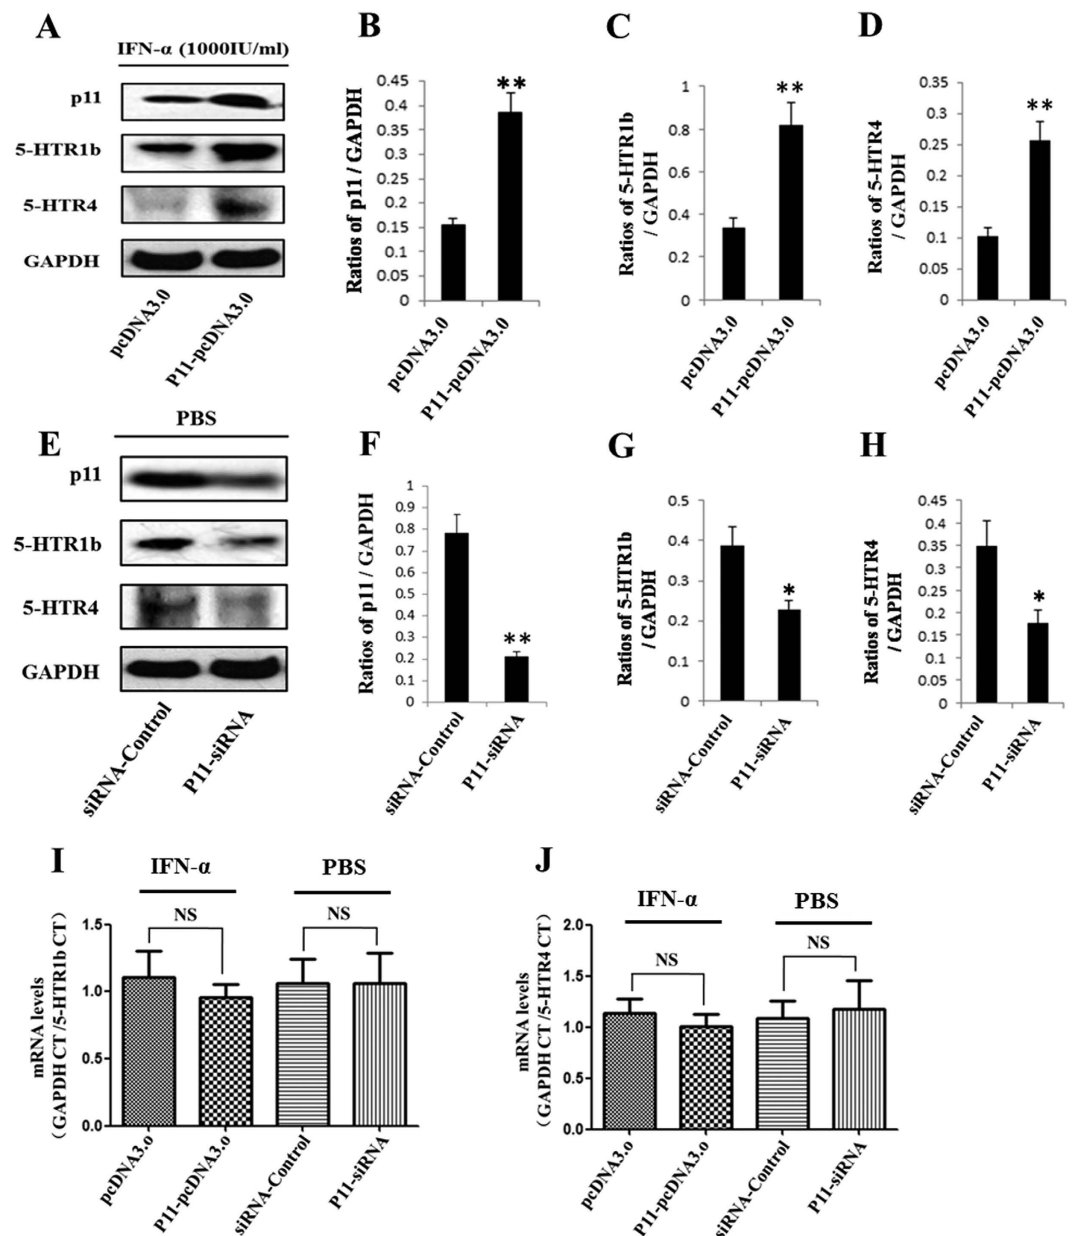 A
IFN-α (1000IU/ml)
p11
5-HTR1b
5-HTR4
GAPDH
pcDNA3.0
P11-pcDNA3.0
B
Ratios of p11 / GAPDH
0.45
0.4
0.35
0.3
0.25
0.2
0.15
0.1
0.05
0
**
pcDNA3.0
P11-pcDNA3.0
C
Ratios of 5-HTR1b
/ GAPDH
1
0.8
0.6
0.4
0.2
0
**
pcDNA3.0
P11-pcDNA3.0
D
Ratios of 5-HTR4
/ GAPDH
0.35
0.3
0.25
0.2
0.15
0.1
0.05
0
**
pcDNA3.0
P11-pcDNA3.0
E
PBS
p11
5-HTR1b
5-HTR4
GAPDH
siRNA-Control
P11-siRNA
F
Ratios of p11 / GAPDH
1
0.9
0.8
0.7
0.6
0.5
0.4
0.3
0.2
0.1
0
**
siRNA-Control
P11-siRNA
G
Ratios of 5-HTR1b
/ GAPDH
0.5
0.4
0.3
0.2
0.1
0
*
siRNA-Control
P11-siRNA
H
Ratios of 5-HTR4
/ GAPDH
0.45
0.4
0.35
0.3
0.25
0.2
0.15
0.1
0.05
0
*
siRNA-Control
P11-siRNA
I
IFN-α
PBS
mRNA levels
(GAPDH CT /5-HTR1b CT)
1.5
1.0
0.5
0.0
NS
NS
pcDNA3.o
P11-pcDNA3.o
siRNA-Control
P11-siRNA
J
IFN-α
PBS
mRNA levels
(GAPDH CT /5-HTR4 CT)
2.0
1.5
1.0
0.5
0.0
NS
NS
pcDNA3.o
P11-pcDNA3.o
siRNA-Control
P11-siRNA